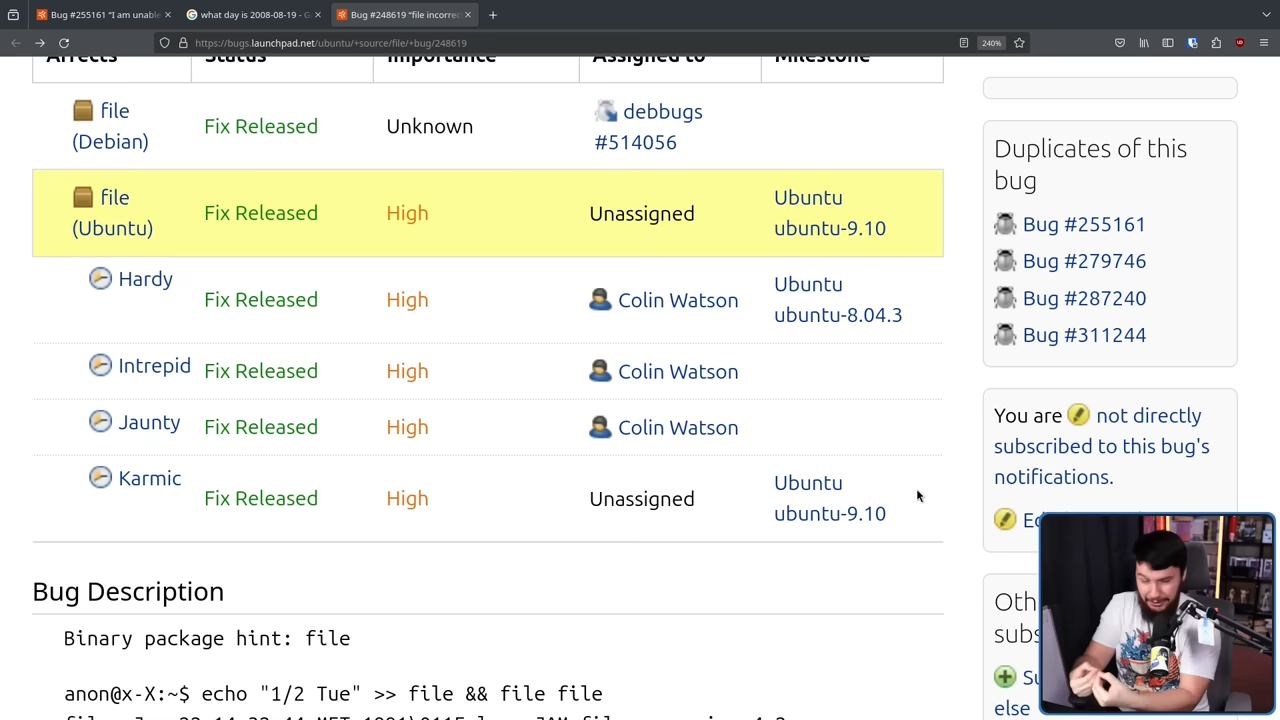 Bug #255161 "I am unable
what day is 2008-08-19 - G
Bug #248619 "file incorrec
https://bugs.launchpad.net/ubuntu/+source/file/+bug/248619
240%
Affects Status Importance Assigned to Milestone
file (Debian) Fix Released Unknown debbugs #514056
file (Ubuntu) Fix Released High Unassigned Ubuntu ubuntu-9.10
Hardy Fix Released High Colin Watson Ubuntu ubuntu-8.04.3
Intrepid Fix Released High Colin Watson
Jaunty Fix Released High Colin Watson
Karmic Fix Released High Unassigned Ubuntu ubuntu-9.10
Bug Description
Binary package hint: file
anon@x-X:~$ echo "1/2 Tue" >> file && file file
Duplicates of this
bug
Bug #255161
Bug #279746
Bug #287240
Bug #311244
You are not directly
subscribed to this bug's
notifications.